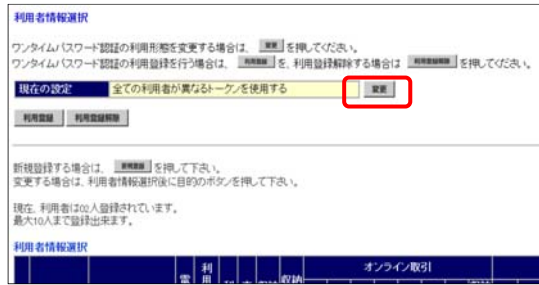 利用者情報選択
ワンタイムパスワード認証の利用形態を変更する場合は、 変更 を押してください。
ワンタイムパスワード認証の利用登録を行う場合は、 利用登録 を、利用登録解除する場合は 利用登録解除 を押してください。
現在の設定 全ての利用者が異なるトークンを使用する 変更
利用登録 利用登録解除
新規登録する場合は、 新規登録 を押して下さい。
変更する場合は、利用者情報選択後に目的のボタンを押して下さい。
現在、利用者は○○人登録されています。
最大10人まで登録出来ます。
利用者情報選択
電 利用 収納 オンライン取引